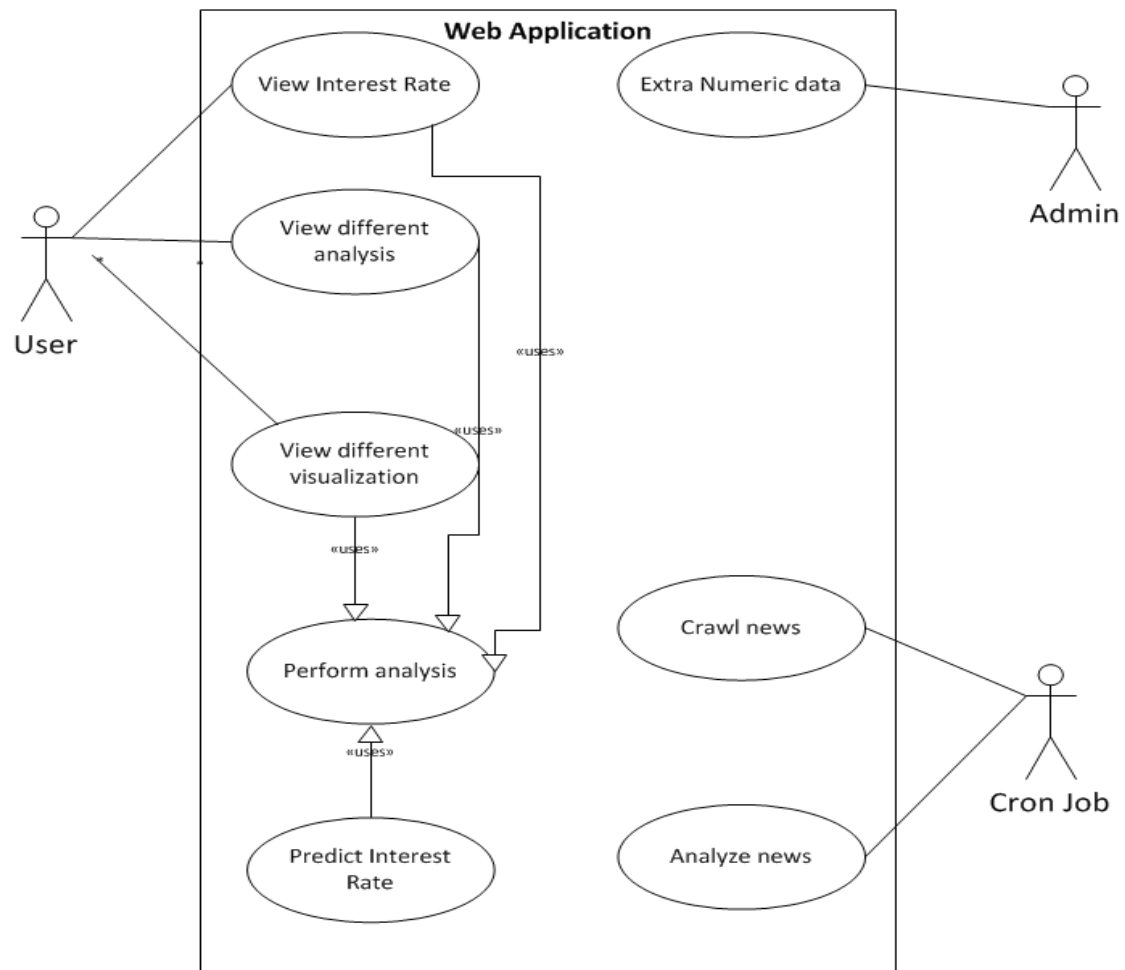 Web Application
View Interest Rate
Extra Numeric data
Admin
View different
analysis
*
*
User
«uses»
«uses»
View different
visualization
«uses»
Crawl news
Perform analysis
«uses»
Cron Job
Predict Interest
Rate
Analyze news